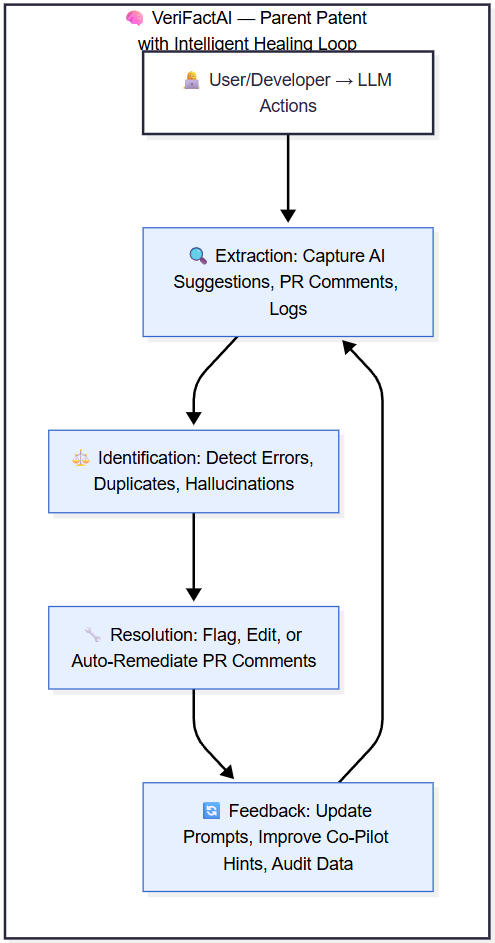 🧠 VeriFactAI — Parent Patent
with Intelligent Healing Loop
🧑‍💻 User/Developer → LLM
Actions
🔍 Extraction: Capture AI
Suggestions, PR Comments,
Logs
⚖️ Identification: Detect Errors,
Duplicates, Hallucinations
🔧 Resolution: Flag, Edit, or
Auto-Remediate PR Comments
🔄 Feedback: Update
Prompts, Improve Co-Pilot
Hints, Audit Data